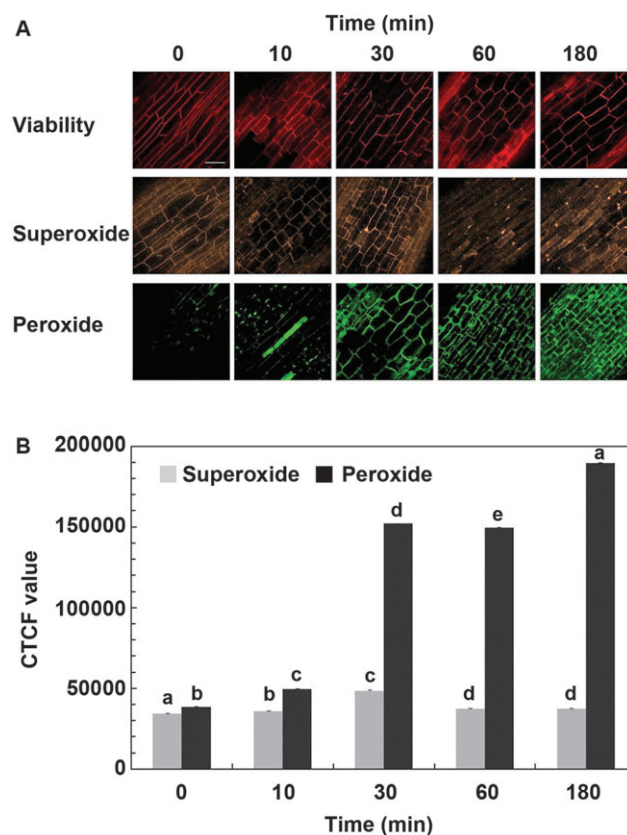 A
Time (min)
0 10 30 60 180
Viability
Superoxide
Peroxide
B
200000
150000
100000
50000
0
CTCF value
Superoxide Peroxide
a b b c c d d e d a
0 10 30 60 180
Time (min)